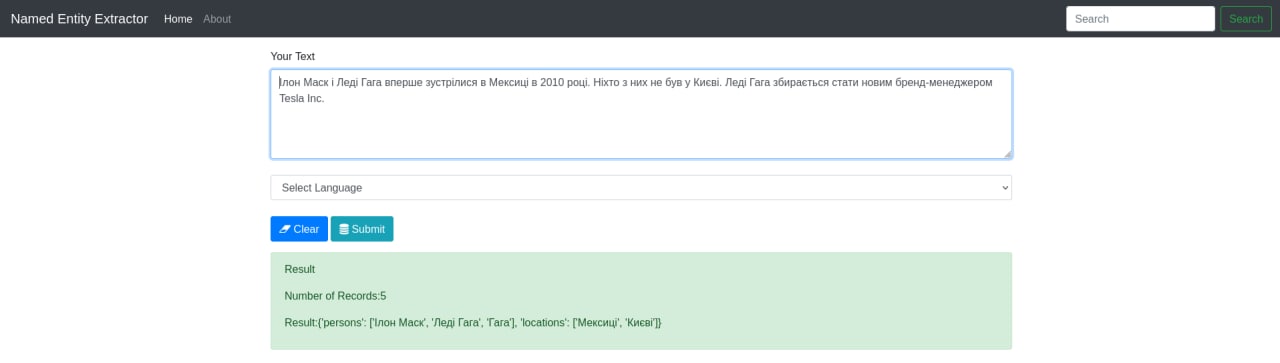 Named Entity Extractor Home About Search Search
Your Text
Ілон Маск і Леді Гага вперше зустрілися в Мексиці в 2010 році. Ніхто з них не був у Києві. Леді Гага збирається стати новим бренд-менеджером
Tesla Inc.
Select Language
Clear Submit
Result
Number of Records:5
Result:{'persons': ['Ілон Маск', 'Леді Гага', 'Гага'], 'locations': ['Мексиці', 'Києві']}